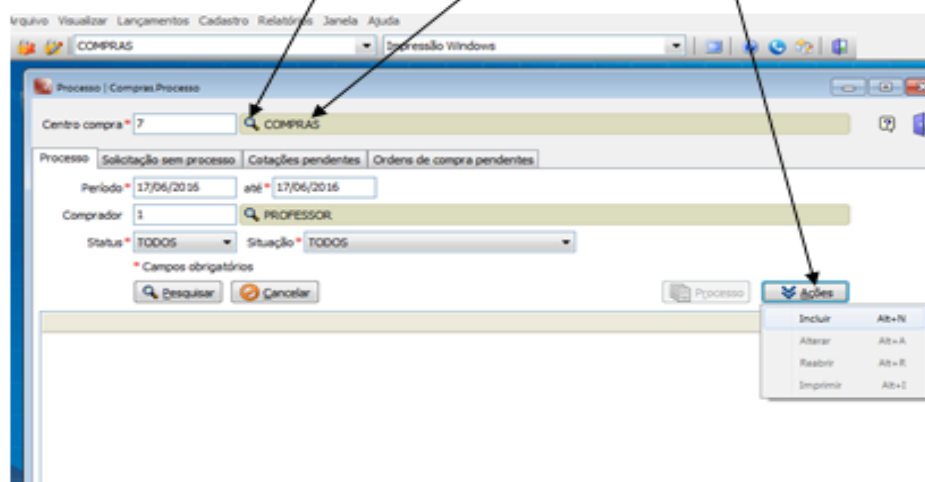 Arquivo Visualizar Lançamentos Cadastro Relatórios Janela Ajuda
COMPRAS Impressão Windows
Processo | Compras.Processo
Centro compra * 7 COMPRAS
Processo Solicitação sem processo Cotações pendentes Ordens de compra pendentes
Período * 17/06/2016 até * 17/06/2016
Comprador 1 PROFESSOR
Status * TODOS Situação * TODOS
* Campos obrigatórios
Pesquisar Cancelar Processo Ações
Incluir Alt+N
Alterar Alt+A
Reabrir Alt+R
Imprimir Alt+I